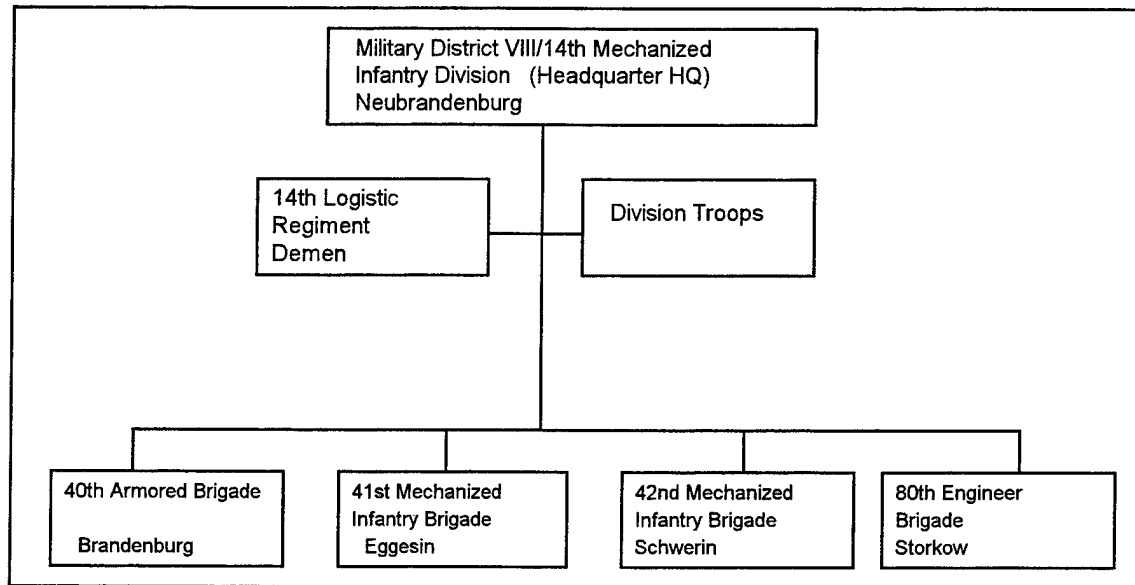 Military District VIII/14th Mechanized
Infantry Division (Headquarter HQ)
Neubrandenburg
14th Logistic
Regiment
Demen
Division Troops
40th Armored Brigade
Brandenburg
41st Mechanized
Infantry Brigade
Eggesin
42nd Mechanized
Infantry Brigade
Schwerin
80th Engineer
Brigade
Storkow